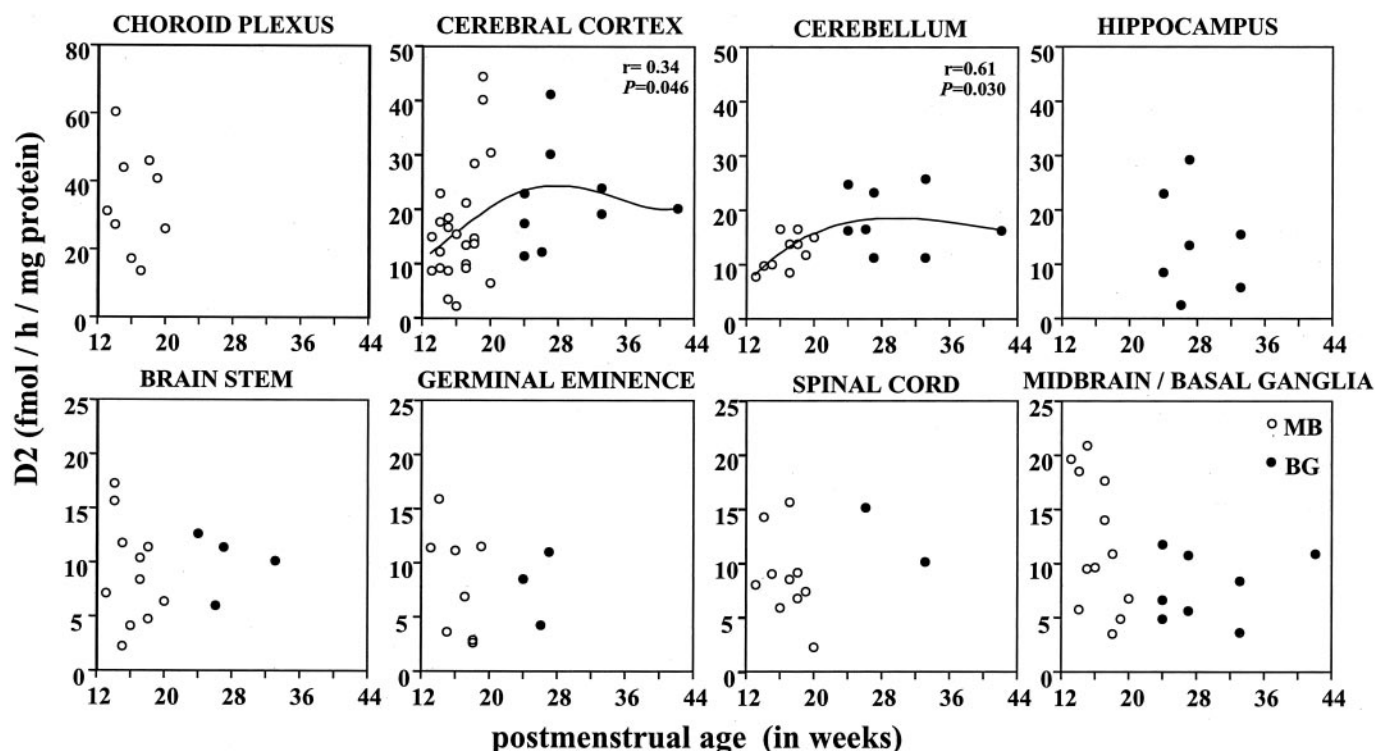 CHOROID PLEXUS
CEREBRAL CORTEX
CEREBELLUM
HIPPOCAMPUS
80
60
40
20
0
12 20 28 36 44
50
40
30
20
10
0
12 20 28 36 44
r= 0.34
P=0.046
50
40
30
20
10
0
12 20 28 36 44
r=0.61
P=0.030
50
40
30
20
10
0
12 20 28 36 44
D2 (fmol / h / mg protein)
BRAIN STEM
GERMINAL EMINENCE
SPINAL CORD
MIDBRAIN / BASAL GANGLIA
25
20
15
10
5
0
12 20 28 36 44
25
20
15
10
5
0
12 20 28 36 44
25
20
15
10
5
0
12 20 28 36 44
25
20
15
10
5
0
12 20 28 36 44
MB
BG
postmenstrual age (in weeks)